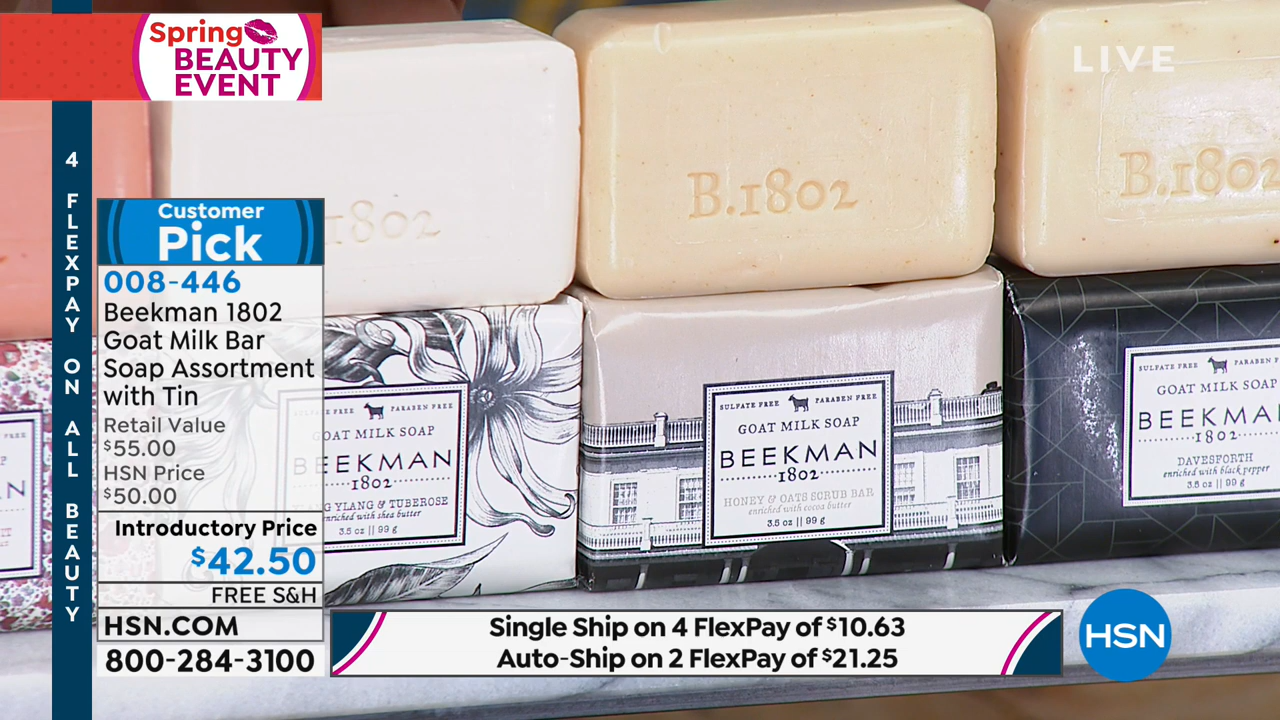 Spring
BEAUTY
EVENT
LIVE
4 FLEXPAY ON ALL BEAUTY
Customer
Pick
008-446
Beekman 1802
Goat Milk Bar
Soap Assortment
with Tin
Retail Value
$55.00
HSN Price
$50.00
Introductory Price
$42.50
FREE S&H
HSN.COM
800-284-3100
Single Ship on 4 FlexPay of $10.63
Auto-Ship on 2 FlexPay of $21.25
HSN
1802
B.1802
B.1802
FREE PARABEN FREE
GOAT MILK SOAP
BEEKMAN
1802
YLANG & TUBEROSE
enriched with shea butter
3.5 oz || 99 g
SULFATE FREE PARABEN FREE
GOAT MILK SOAP
BEEKMAN
1802
HONEY & OATS SCRUB BAR
enriched with cocoa butter
3.5 oz || 99 g
SULFATE FREE PARABEN FREE
GOAT MILK SOAP
BEEKMA
1802
DAVESFORTH
enriched with black pepper
3.5 oz || 99 g